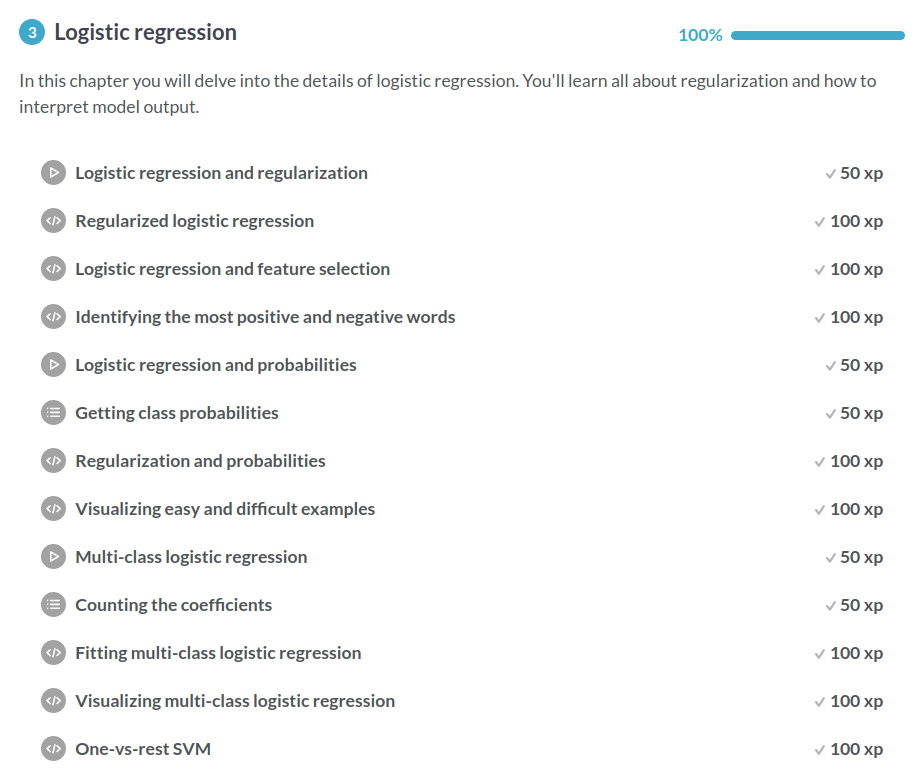 3 Logistic regression 100%
In this chapter you will delve into the details of logistic regression. You'll learn all about regularization and how to
interpret model output.
Logistic regression and regularization 50 xp
Regularized logistic regression 100 xp
Logistic regression and feature selection 100 xp
Identifying the most positive and negative words 100 xp
Logistic regression and probabilities 50 xp
Getting class probabilities 50 xp
Regularization and probabilities 100 xp
Visualizing easy and difficult examples 100 xp
Multi-class logistic regression 50 xp
Counting the coefficients 50 xp
Fitting multi-class logistic regression 100 xp
Visualizing multi-class logistic regression 100 xp
One-vs-rest SVM 100 xp